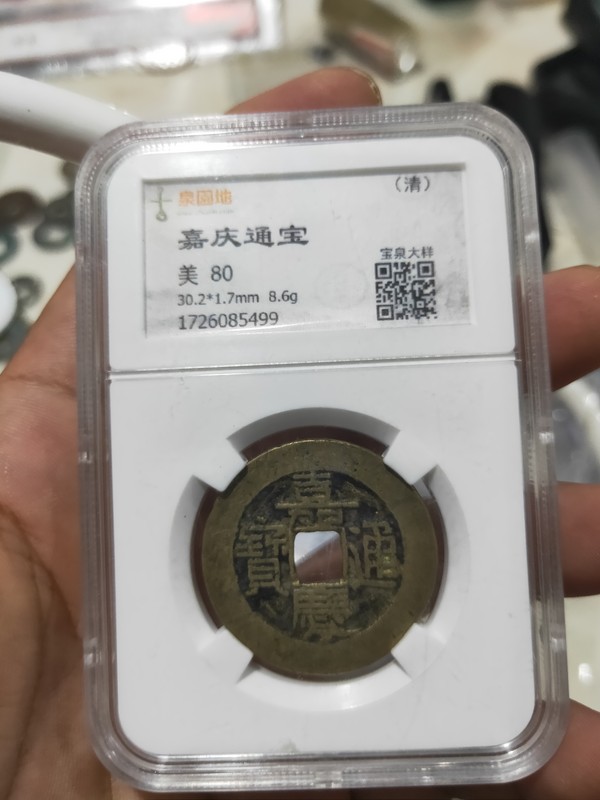 泉园地
(清)
嘉庆通宝
宝泉大样
美 80
30.2*1.7mm 8.6g
1726085499
嘉慶通寶